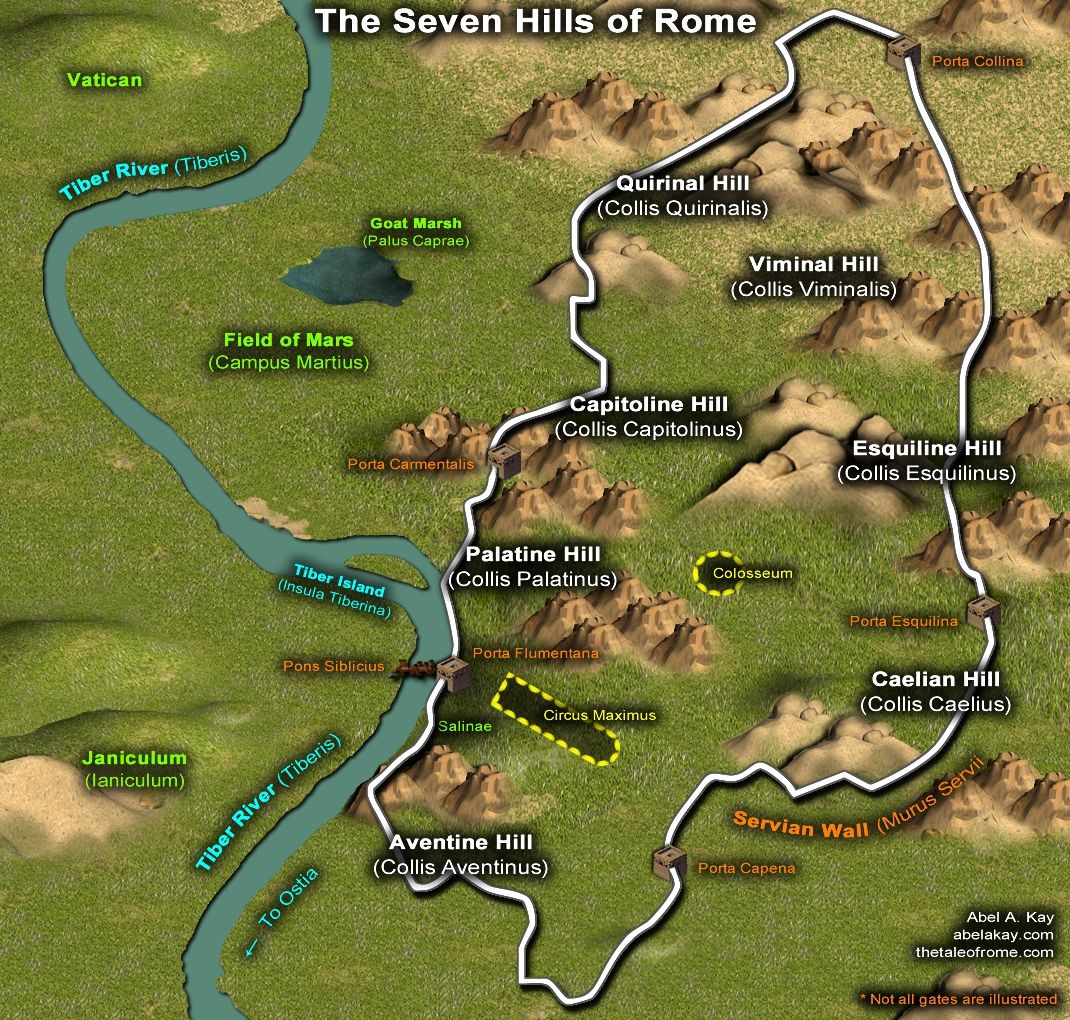 The Seven Hills of Rome
Porta Collina
Vatican
Tiber River (Tiberis)
Quirinal Hill
(Collis Quirinalis)
Goat Marsh
(Palus Caprae)
Viminal Hill
(Collis Viminalis)
Field of Mars
(Campus Martius)
Capitoline Hill
(Collis Capitolinus)
Porta Carmentalis
Esquiline Hill
(Collis Esquilinus)
Palatine Hill
(Collis Palatinus)
Colosseum
Tiber Island
(Insula Tiberina)
Porta Esquilina
Porta Flumentana
Pons Siblicius
Caelian Hill
(Collis Caelius)
Circus Maximus
Salinae
Janiculum
(Ianiculum)
Tiber River (Tiberis)
Servian Wall (Murus Servii)
Aventine Hill
(Collis Aventinus)
Porta Capena
← To Ostia
Abel A. Kay
abelakay.com
thetaleofrome.com
* Not all gates are illustrated